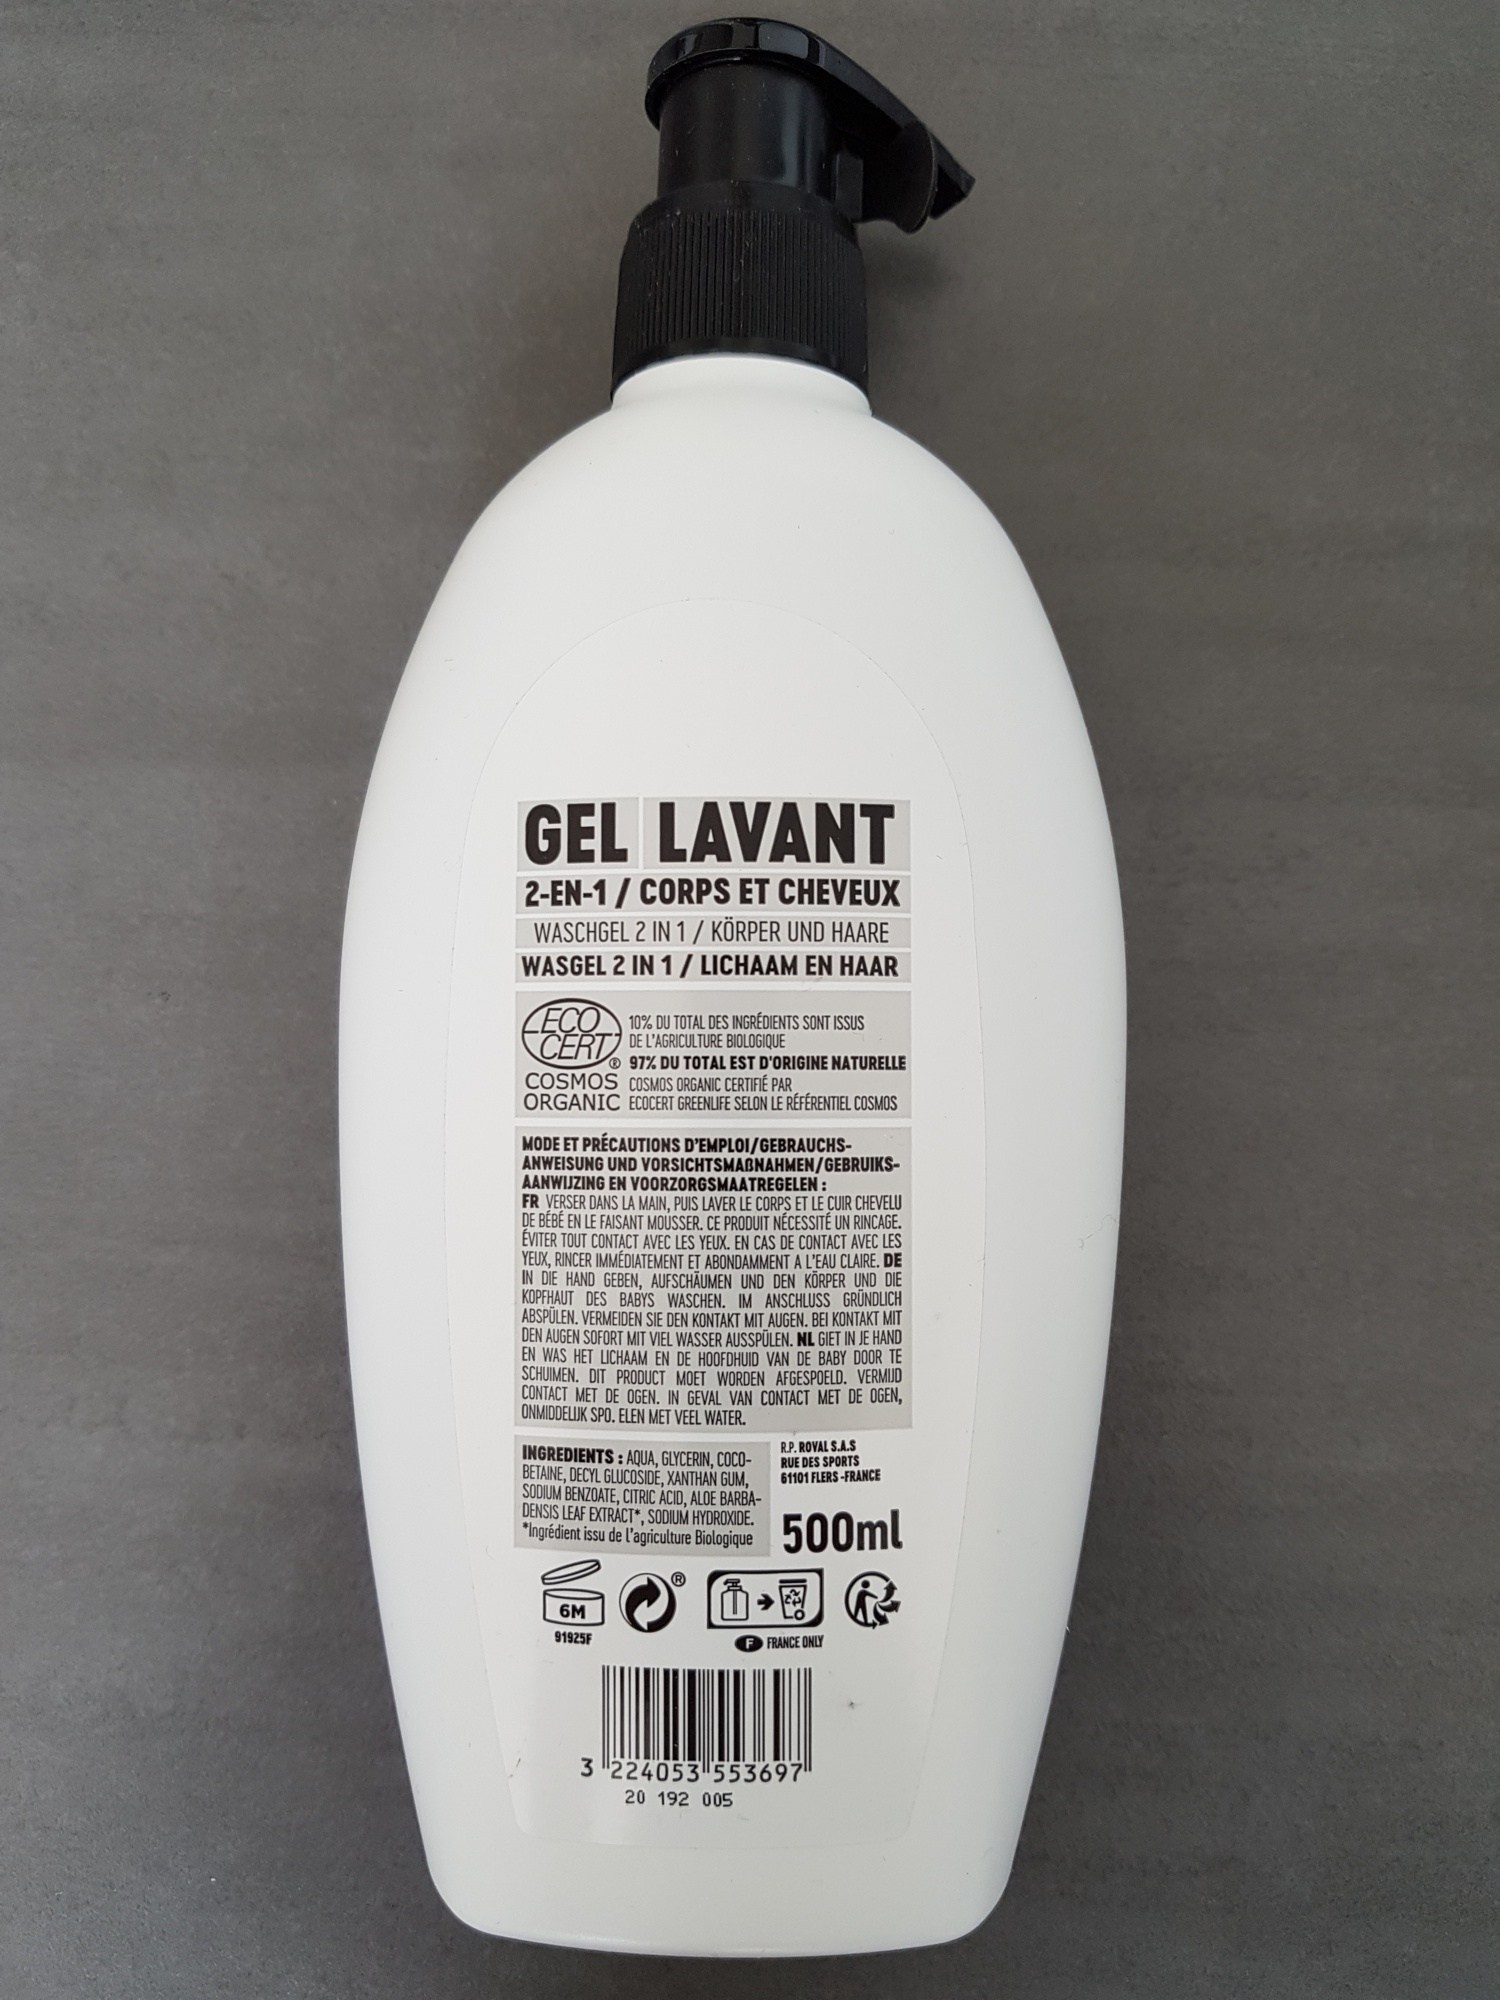 GEL LAVANT
2-EN-1 / CORPS ET CHEVEUX
WASCHGEL 2 IN 1 / KÖRPER UND HAARE
WASGEL 2 IN 1 / LICHAAM EN HAAR
ECO
CERT
®
COSMOS
ORGANIC
10% DU TOTAL DES INGRÉDIENTS SONT ISSUS
DE L'AGRICULTURE BIOLOGIQUE
97% DU TOTAL EST D'ORIGINE NATURELLE
COSMOS ORGANIC CERTIFIÉ PAR
ECOCERT GREENLIFE SELON LE RÉFÉRENTIEL COSMOS
MODE ET PRÉCAUTIONS D'EMPLOI/GEBRAUCHS-
ANWEISUNG UND VORSICHTSMAßNAHMEN/GEBRUIKS-
AANWIJZING EN VOORZORGSMAATREGELEN :
FR VERSER DANS LA MAIN, PUIS LAVER LE CORPS ET LE CUIR CHEVELU
DE BÉBÉ EN LE FAISANT MOUSSER. CE PRODUIT NÉCESSITÉ UN RINCAGE.
ÉVITER TOUT CONTACT AVEC LES YEUX. EN CAS DE CONTACT AVEC LES
YEUX, RINCER IMMÉDIATEMENT ET ABONDAMMENT A L'EAU CLAIRE. DE
IN DIE HAND GEBEN, AUFSCHÄUMEN UND DEN KÖRPER UND DIE
KOPFHAUT DES BABYS WASCHEN. IM ANSCHLUSS GRÜNDLICH
ABSPÜLEN. VERMEIDEN SIE DEN KONTAKT MIT AUGEN. BEI KONTAKT MIT
DEN AUGEN SOFORT MIT VIEL WASSER AUSSPÜLEN. NL GIET IN JE HAND
EN WAS HET LICHAAM EN DE HOOFDHUID VAN DE BABY DOOR TE
SCHUIMEN. DIT PRODUCT MOET WORDEN AFGESPOELD. VERMIJD
CONTACT MET DE OGEN. IN GEVAL VAN CONTACT MET DE OGEN,
ONMIDDELIJK SPO. ELEN MET VEEL WATER.
INGREDIENTS : AQUA, GLYCERIN, COCO-
BETAINE, DECYL GLUCOSIDE, XANTHAN GUM,
SODIUM BENZOATE, CITRIC ACID, ALOE BARBA-
DENSIS LEAF EXTRACT*, SODIUM HYDROXIDE.
*Ingrédient issu de l'agriculture Biologique
R.P. ROVAL S.A.S
RUE DES SPORTS
61101 FLERS -FRANCE
500ml
6M
91925F
®
F FRANCE ONLY
3 224053 553697
20 192 005